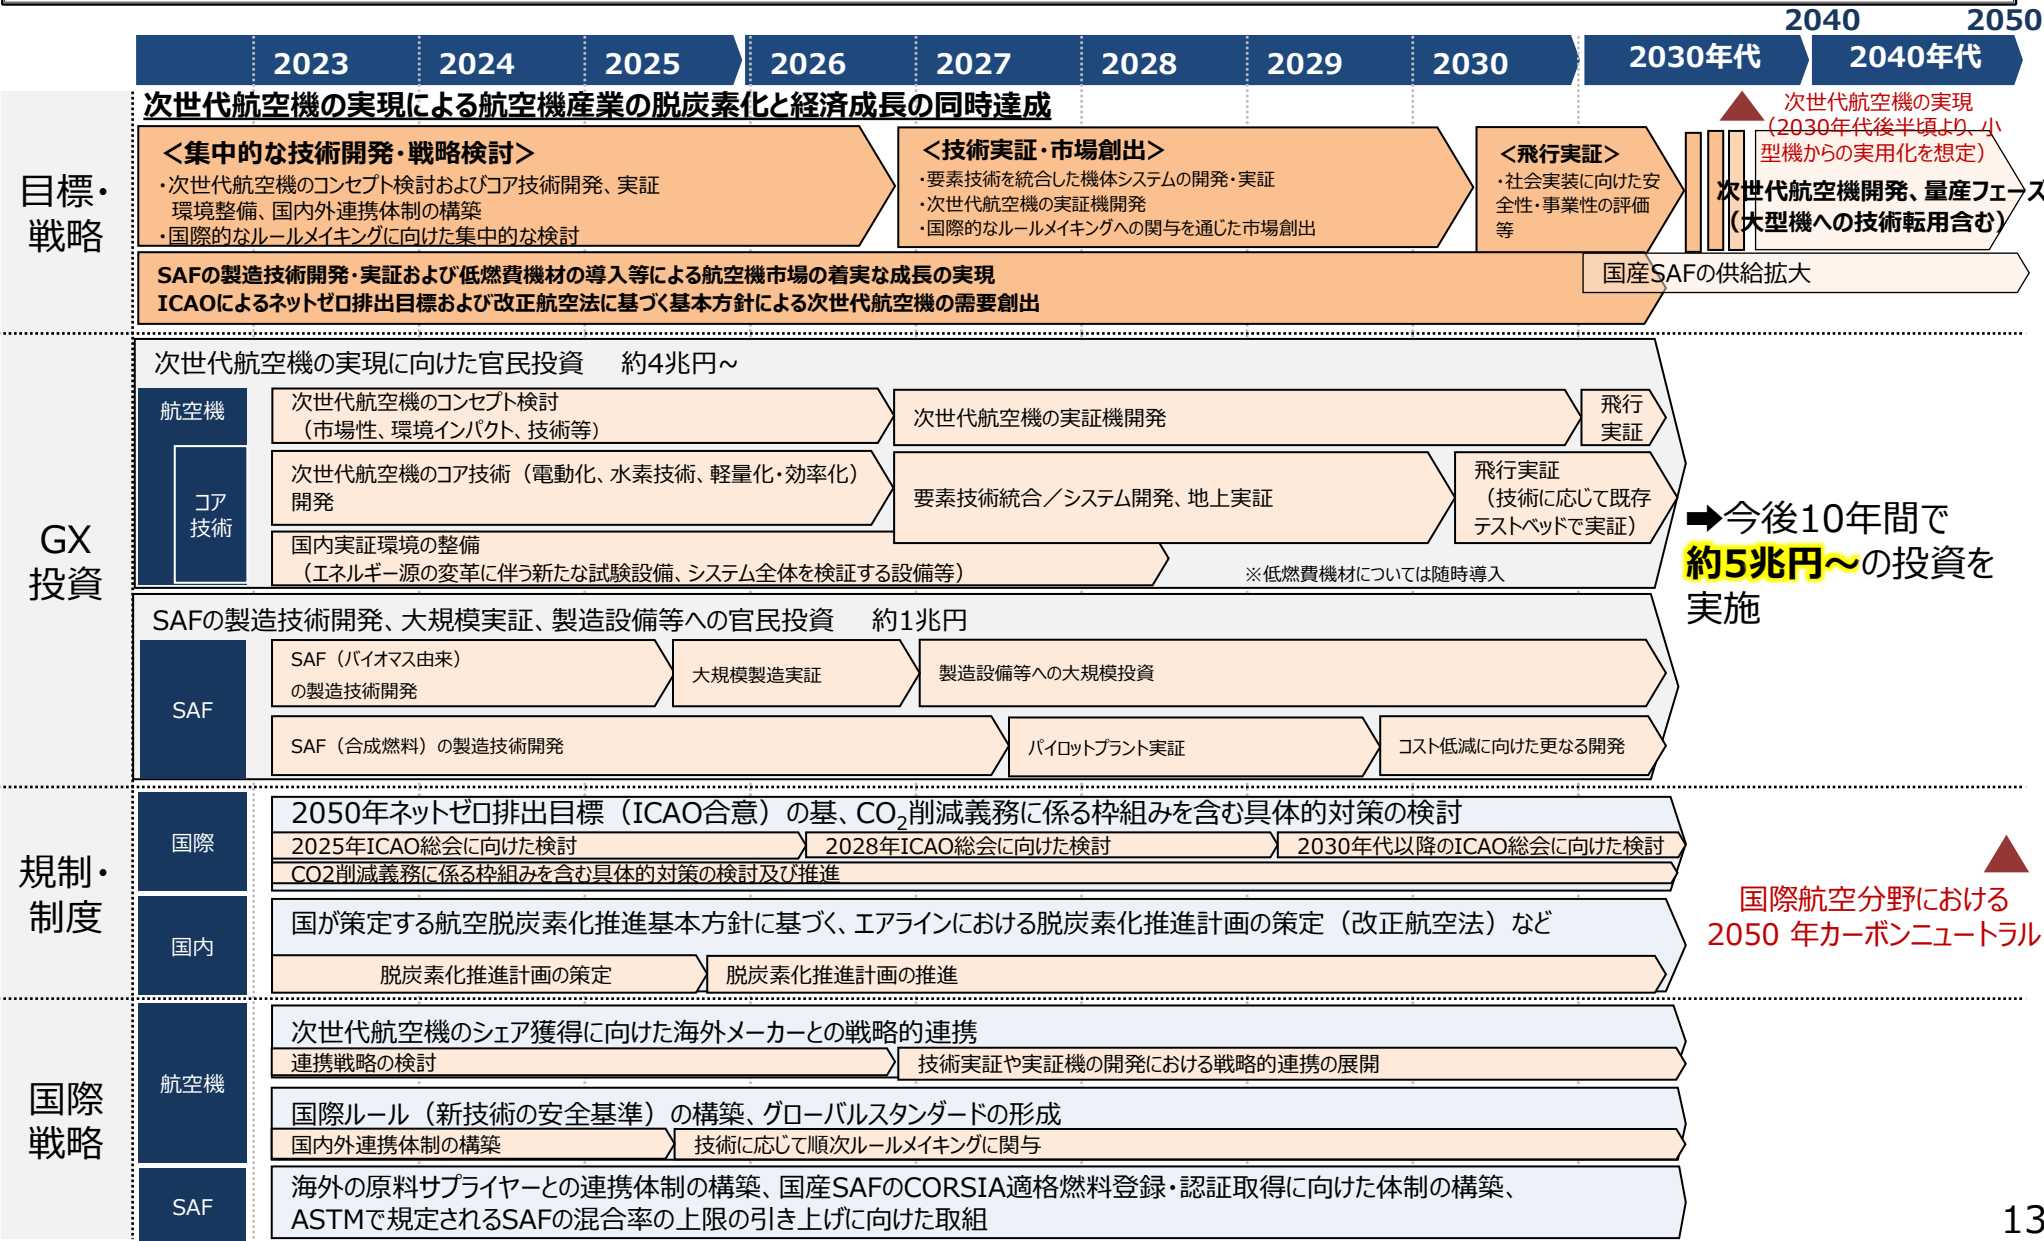 2040 2050
2023 2024 2025 2026 2027 2028 2029 2030 2030年代 2040年代
目標・
戦略
次世代航空機の実現による航空機産業の脱炭素化と経済成長の同時達成
＜集中的な技術開発・戦略検討＞
・次世代航空機のコンセプト検討およびコア技術開発、実証
環境整備、国内外連携体制の構築
・国際的なルールメイキングに向けた集中的な検討
＜技術実証・市場創出＞
・要素技術を統合した機体システムの開発・実証
・次世代航空機の実証機開発
・国際的なルールメイキングへの関与を通じた市場創出
＜飛行実証＞
・社会実装に向けた安
全性・事業性の評価
等
次世代航空機の実現
（2030年代後半頃より、小
型機からの実用化を想定）
次世代航空機開発、量産フェーズ
（大型機への技術転用含む）
SAFの製造技術開発・実証および低燃費機材の導入等による航空機市場の着実な成長の実現
ICAOによるネットゼロ排出目標および改正航空法に基づく基本方針による次世代航空機の需要創出
国産SAFの供給拡大
GX
投資
次世代航空機の実現に向けた官民投資　約4兆円~
航空機
次世代航空機のコンセプト検討
（市場性、環境インパクト、技術等）
次世代航空機の実証機開発
飛行
実証
コア
技術
次世代航空機のコア技術（電動化、水素技術、軽量化・効率化）
開発
要素技術統合／システム開発、地上実証
飛行実証
（技術に応じて既存
テストベッドで実証）
国内実証環境の整備
（エネルギー源の変革に伴う新たな試験設備、システム全体を検証する設備等）
※低燃費機材については随時導入
➡今後10年間で
約5兆円～の投資を
実施
SAFの製造技術開発、大規模実証、製造設備等への官民投資　約1兆円
SAF
SAF（バイオマス由来）
の製造技術開発
大規模製造実証
製造設備等への大規模投資
SAF（合成燃料）の製造技術開発
パイロットプラント実証
コスト低減に向けた更なる開発
規制・
制度
国際
2050年ネットゼロ排出目標（ICAO合意）の基、CO2削減義務に係る枠組みを含む具体的対策の検討
2025年ICAO総会に向けた検討
2028年ICAO総会に向けた検討
2030年代以降のICAO総会に向けた検討
CO2削減義務に係る枠組みを含む具体的対策の検討及び推進
国内
国が策定する航空脱炭素化推進基本方針に基づく、エアラインにおける脱炭素化推進計画の策定（改正航空法）など
脱炭素化推進計画の策定
脱炭素化推進計画の推進
国際航空分野における
2050 年カーボンニュートラル
国際
戦略
航空機
次世代航空機のシェア獲得に向けた海外メーカーとの戦略的連携
連携戦略の検討
技術実証や実証機の開発における戦略的連携の展開
国際ルール（新技術の安全基準）の構築、グローバルスタンダードの形成
国内外連携体制の構築
技術に応じて順次ルールメイキングに関与
SAF
海外の原料サプライヤーとの連携体制の構築、国産SAFのCORSIA適格燃料登録・認証取得に向けた体制の構築、
ASTMで規定されるSAFの混合率の上限の引き上げに向けた取組
13